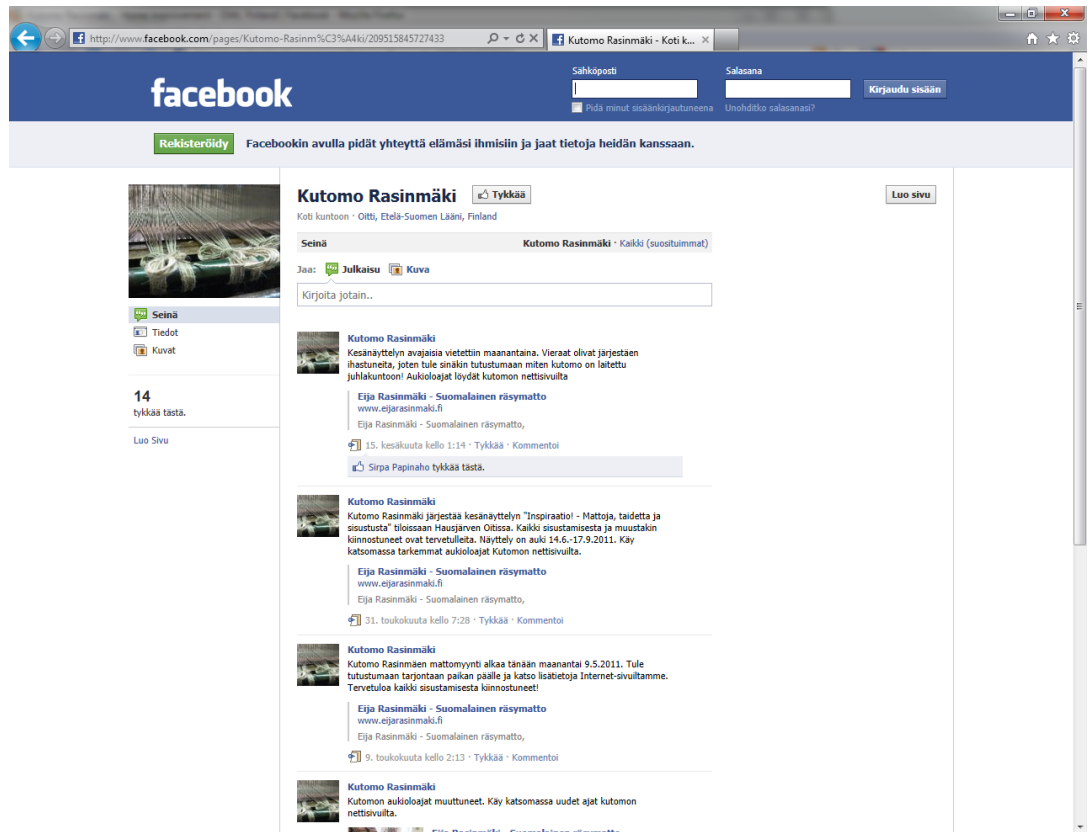 http://www.facebook.com/pages/Kutomo-Rasinm%C3%A4ki/209515845727433
Kutomo Rasinmäki - Koti k...
facebook
Sähköposti
Salasana
Kirjaudu sisään
Pidä minut sisäänkirjautuneena
Unohditko salasanasi?
Rekisteröidy
Facebookin avulla pidät yhteyttä elämäsi ihmisiin ja jaat tietoja heidän kanssaan.
Kutomo Rasinmäki
Tykkää
Luo sivu
Koti kuntoon · Oitti, Etelä-Suomen Lääni, Finland
Seinä
Kutomo Rasinmäki · Kaikki (suosituimmat)
Jaa: Julkaisu Kuva
Kirjoita jotain..
Seinä
Tiedot
Kuvat
14
tykkää tästä.
Luo Sivu
Kutomo Rasinmäki
Kesänäyttelyn avajaisia vietettiin maanantaina. Vieraat olivat järjestäen
ihastuneita, joten tule sinäkin tutustumaan miten kutomo on laitettu
juhlakuntoon! Aukioloajat löydät kutomon nettisivuilta
Eija Rasinmäki - Suomalainen räsymatto
www.eijarasinmaki.fi
Eija Rasinmäki - Suomalainen räsymatto,
15. kesäkuuta kello 1:14 · Tykkää · Kommentoi
Sirpa Papinaho tykkää tästä.
Kutomo Rasinmäki
Kutomo Rasinmäki järjestää kesänäyttelyn "Inspiraatio! - Mattoja, taidetta ja
sisustusta" tiloissaan Hausjärven Oitissa. Kaikki sisustamisesta ja muustakin
kiinnostuneet ovat tervetulleita. Näyttely on auki 14.6.-17.9.2011. Käy
katsomassa tarkemmat aukioloajat Kutomon nettisivuilta.
Eija Rasinmäki - Suomalainen räsymatto
www.eijarasinmaki.fi
Eija Rasinmäki - Suomalainen räsymatto,
31. toukokuuta kello 7:28 · Tykkää · Kommentoi
Kutomo Rasinmäki
Kutomo Rasinmäen mattomyynti alkaa tänään maanantai 9.5.2011. Tule
tutustumaan tarjontaan paikan päälle ja katso lisätietoja Internet-sivuiltamme.
Tervetuloa kaikki sisustamisesta kiinnostuneet!
Eija Rasinmäki - Suomalainen räsymatto
www.eijarasinmaki.fi
Eija Rasinmäki - Suomalainen räsymatto,
9. toukokuuta kello 2:13 · Tykkää · Kommentoi
Kutomo Rasinmäki
Kutomon aukioloajat muuttuneet. Käy katsomassa uudet ajat kutomon
nettisivuilta.
Eija Rasinmäki - Suomalainen räsymatto